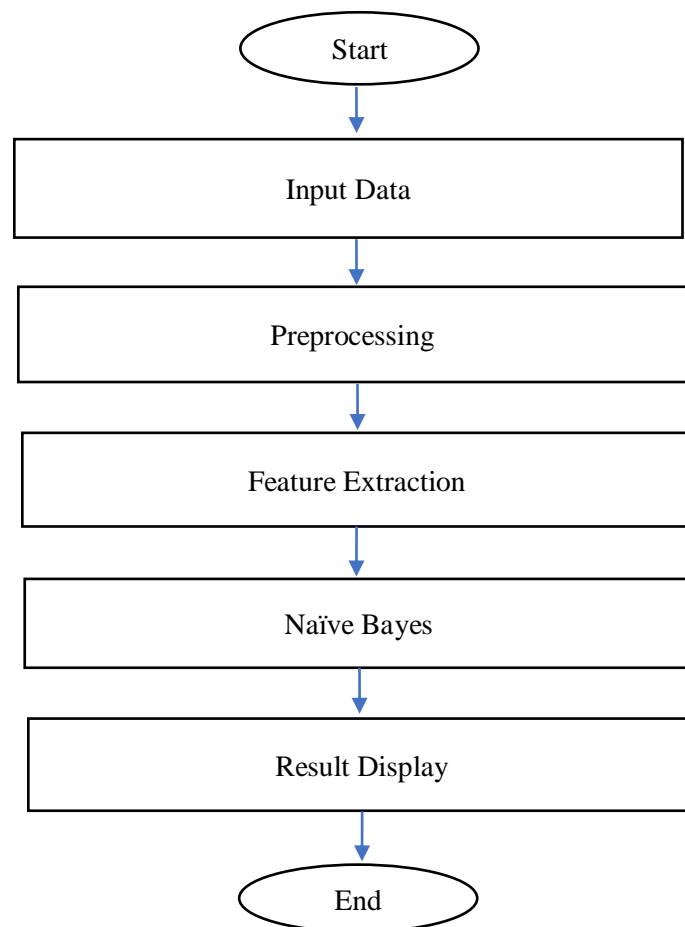 Start
Input Data
Preprocessing
Feature Extraction
Naïve Bayes
Result Display
End